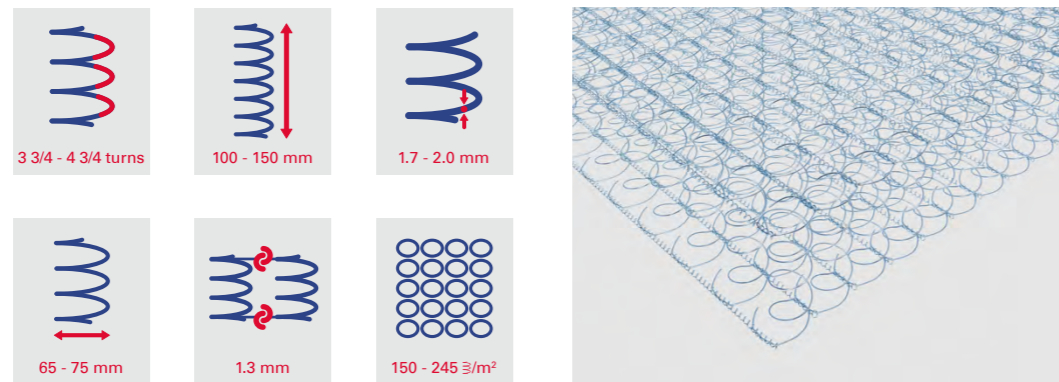 3 3/4 - 4 3/4 turns
100 - 150 mm
1.7 - 2.0 mm
65 - 75 mm
1.3 mm
150 - 245 /m²